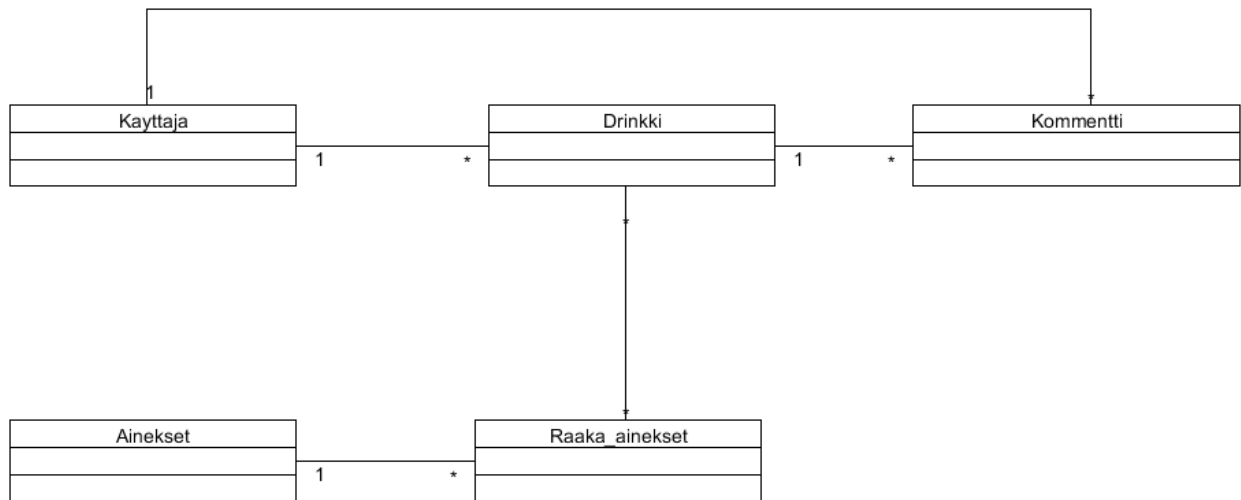 1
*
Kayttaja
Drinkki
Kommentti
1
*
1
*
*
*
Ainekset
Raaka_ainekset
1
*